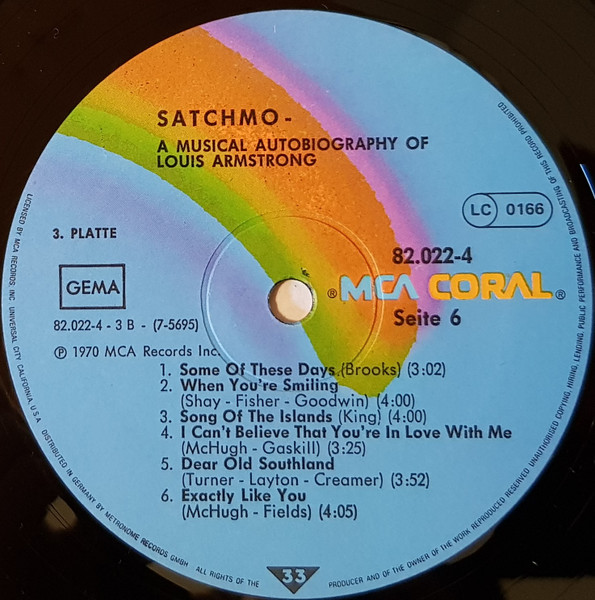 SATCHMO -
A MUSICAL AUTOBIOGRAPHY OF
LOUIS ARMSTRONG
LC 0166
3. PLATTE
82.022-4
GEMA
® MCA CORAL ®
Seite 6
82.022-4 - 3 B - (7-5695)
℗ 1970 MCA Records Inc.
1. Some Of These Days (Brooks) (3:02)
2. When You're Smiling
(Shay - Fisher - Goodwin) (4:00)
3. Song Of The Islands (King) (4:00)
4. I Can't Believe That You're In Love With Me
(McHugh - Gaskill) (3:25)
5. Dear Old Southland
(Turner - Layton - Creamer) (3:52)
6. Exactly Like You
(McHugh - Fields) (4:05)
33
LICENSED BY MCA RECORDS, INC. UNIVERSAL CITY CALIFORNIA, U.S.A. DISTRIBUTED IN GERMANY BY METRONOME RECORDS GMBH ALL RIGHTS OF THE PRODUCER AND OF THE OWNER OF THE WORK REPRODUCED RESERVED UNAUTHORISED COPYING, HIRING, LENDING, PUBLIC PERFORMANCE AND BROADCASTING OF THIS RECORD PROHIBITED